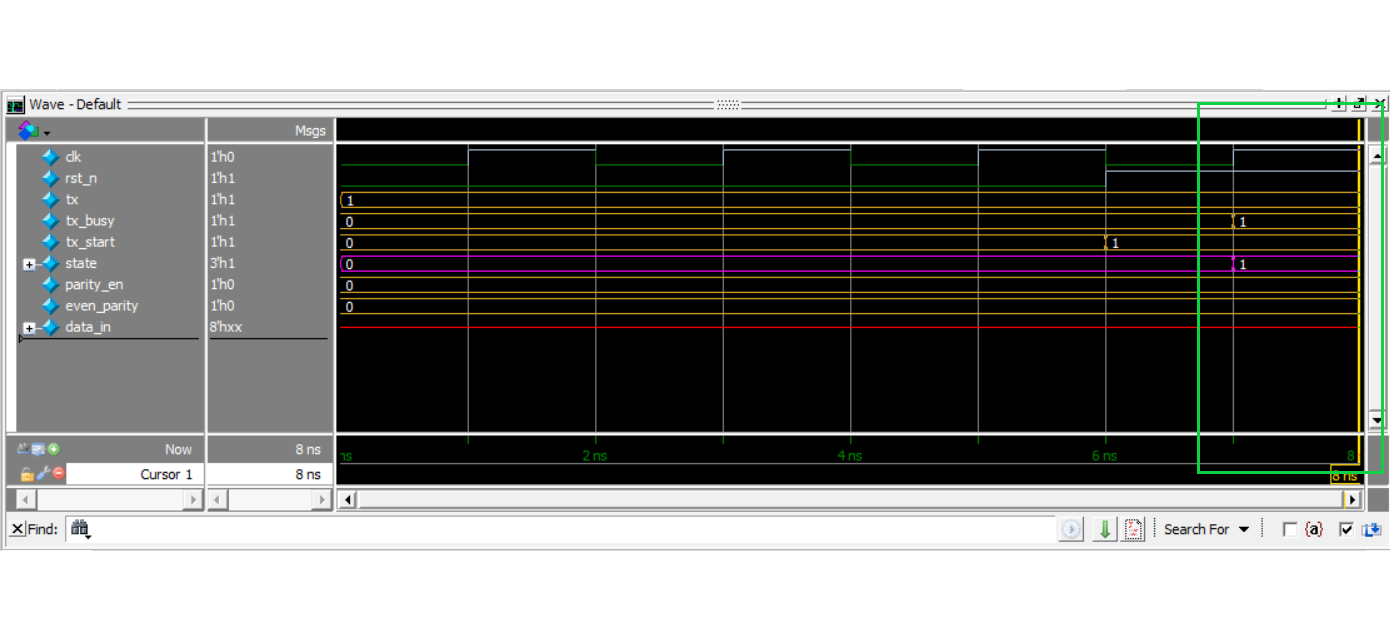 Wave - Default
Msgs
clk 1'h0
rst_n 1'h1
tx 1'h1 1
tx_busy 1'h1 0 1
tx_start 1'h1 0 1
state 3'h1 0 1
parity_en 1'h0 0
even_parity 1'h0 0
data_in 8'hxx
Now 8 ns ns 2 ns 4 ns 6 ns 8
Cursor 1 8 ns 8 ns
Find: Search For {a}